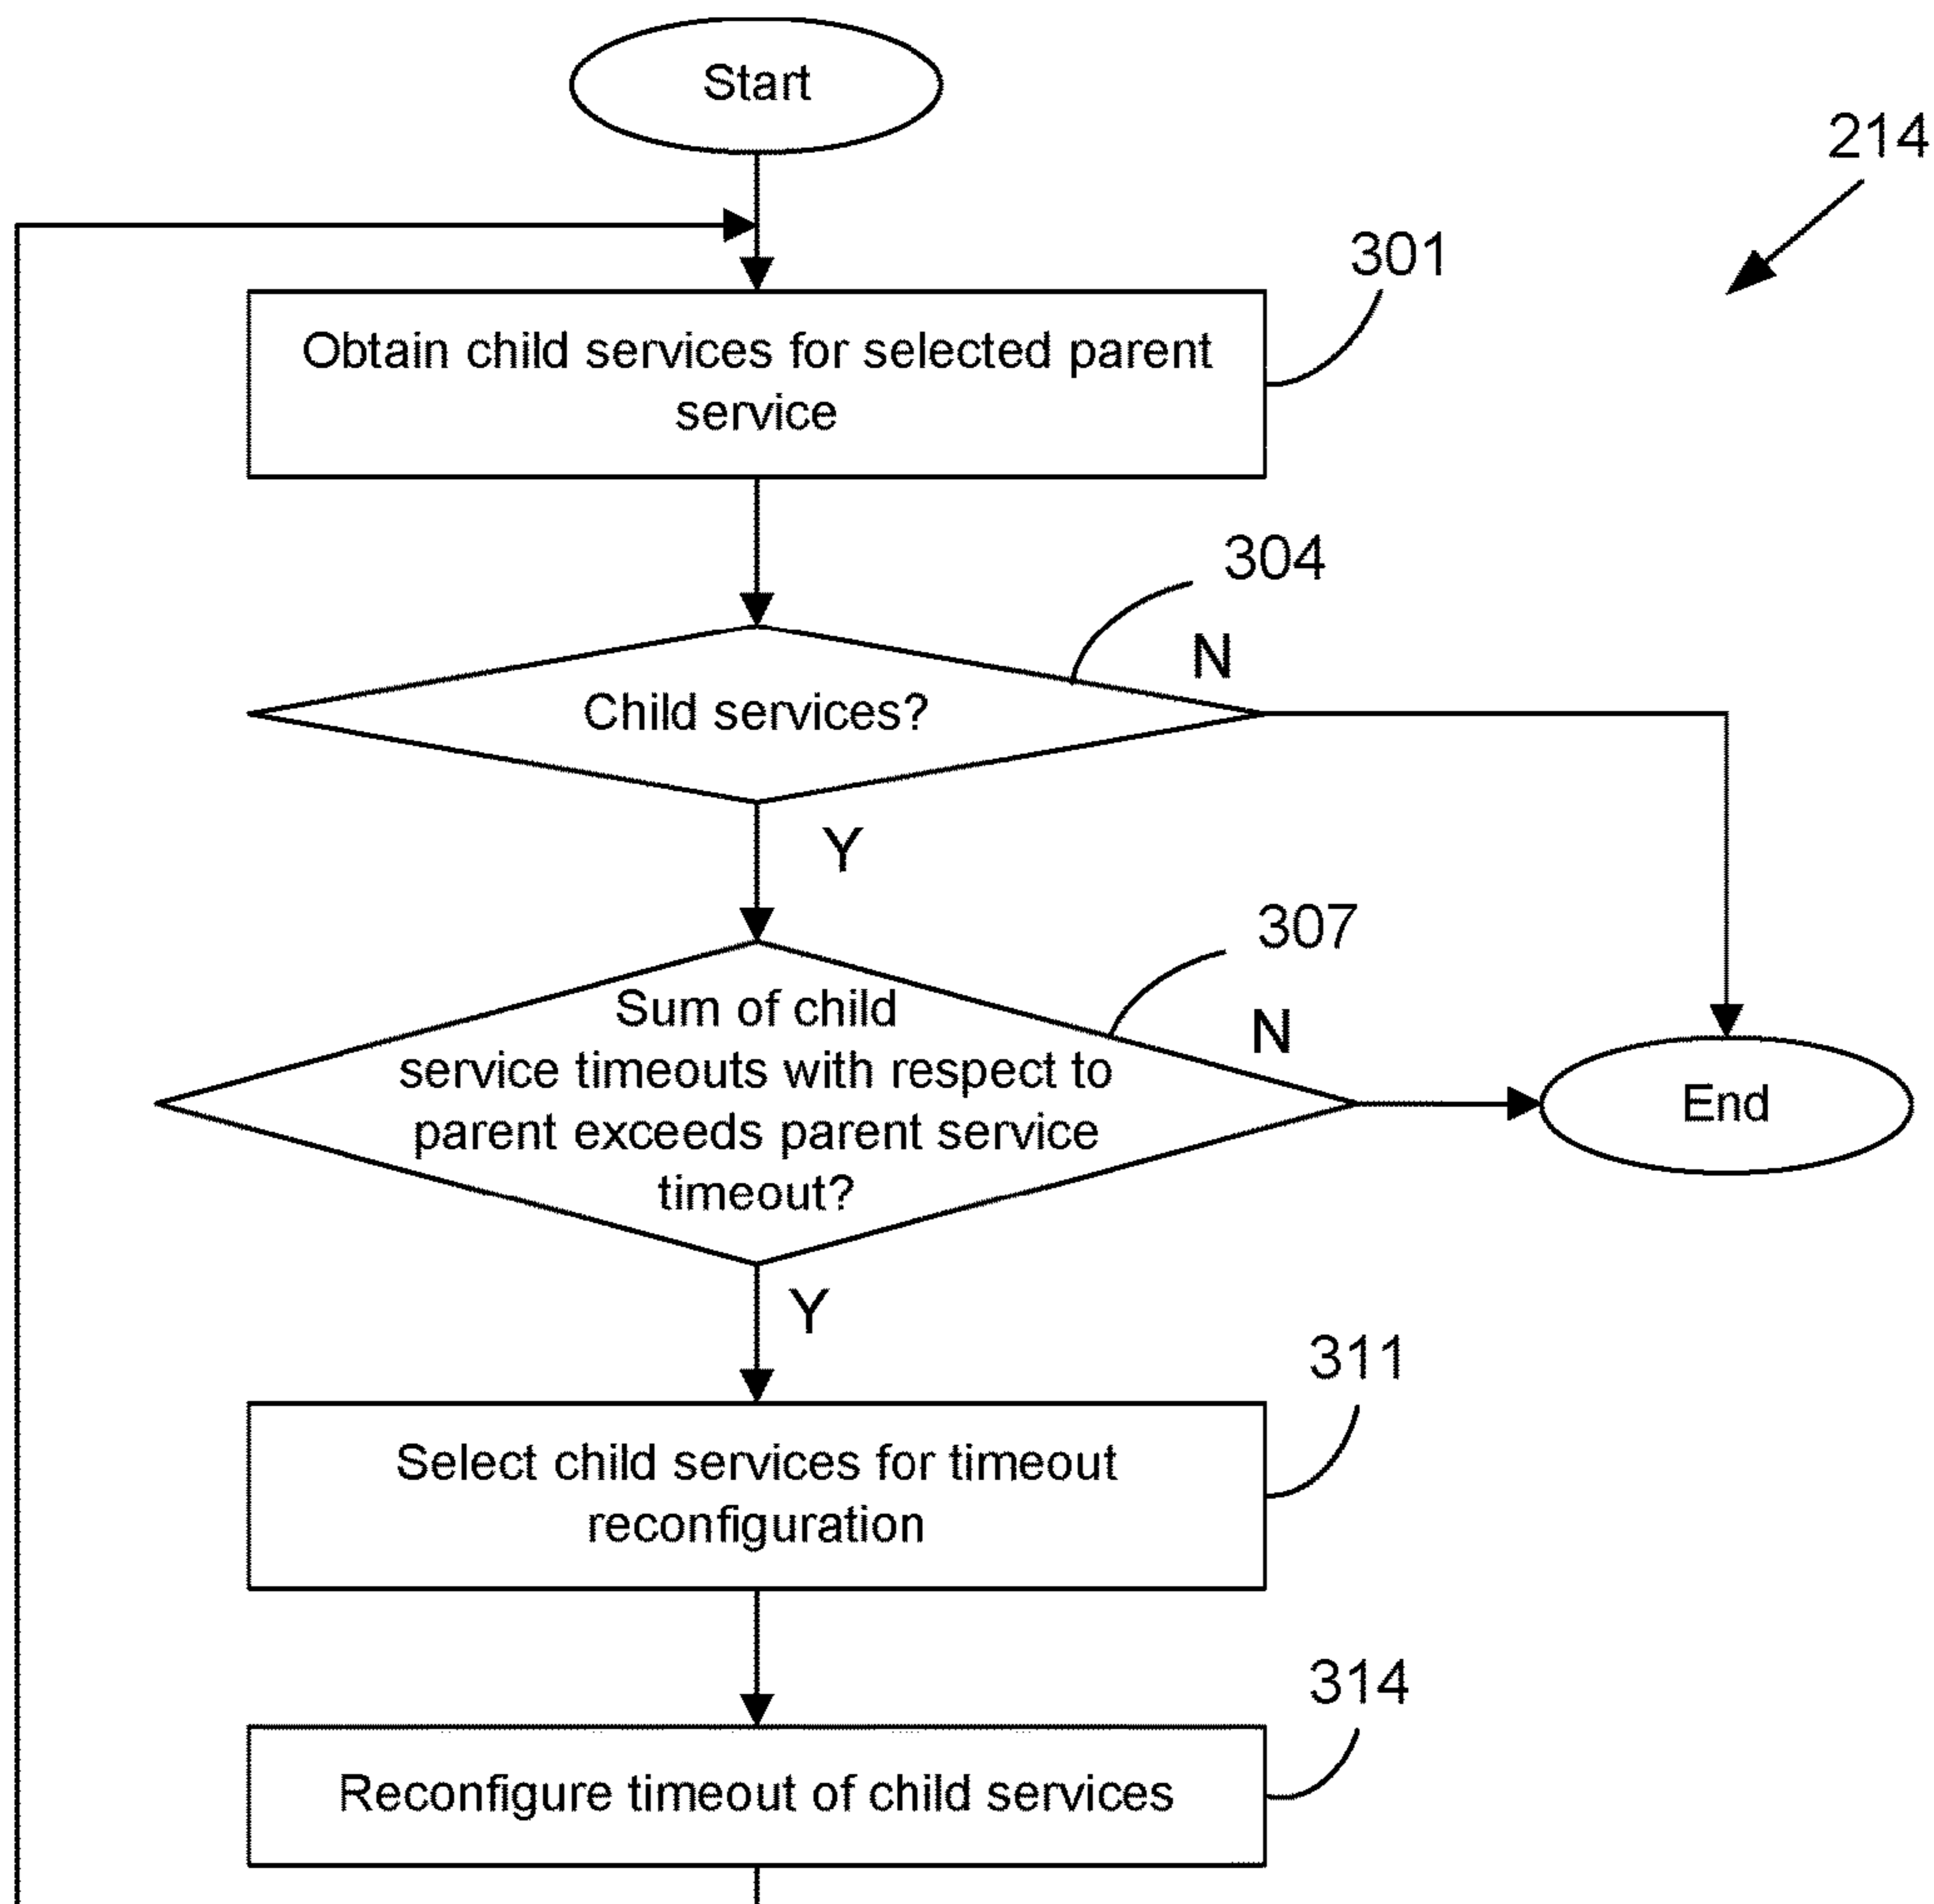 Start
214
301
Obtain child services for selected parent
service
304
N
Child services?
Y
307
N
Sum of child
service timeouts with respect to
parent exceeds parent service
timeout?
End
Y
311
Select child services for timeout
reconfiguration
314
Reconfigure timeout of child services